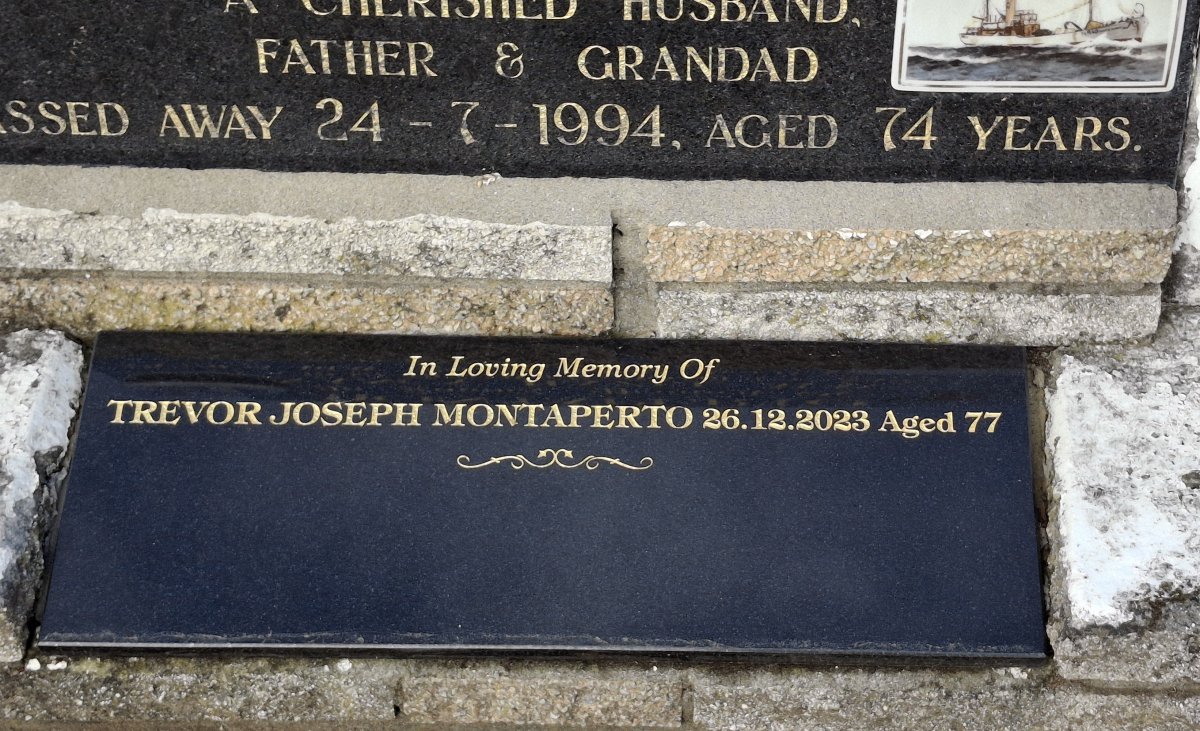 A CHERISHED HUSBAND,
FATHER & GRANDAD
ASSED AWAY 24-7-1994, AGED 74 YEARS.
In Loving Memory Of
TREVOR JOSEPH MONTAPERTO 26.12.2023 Aged 77